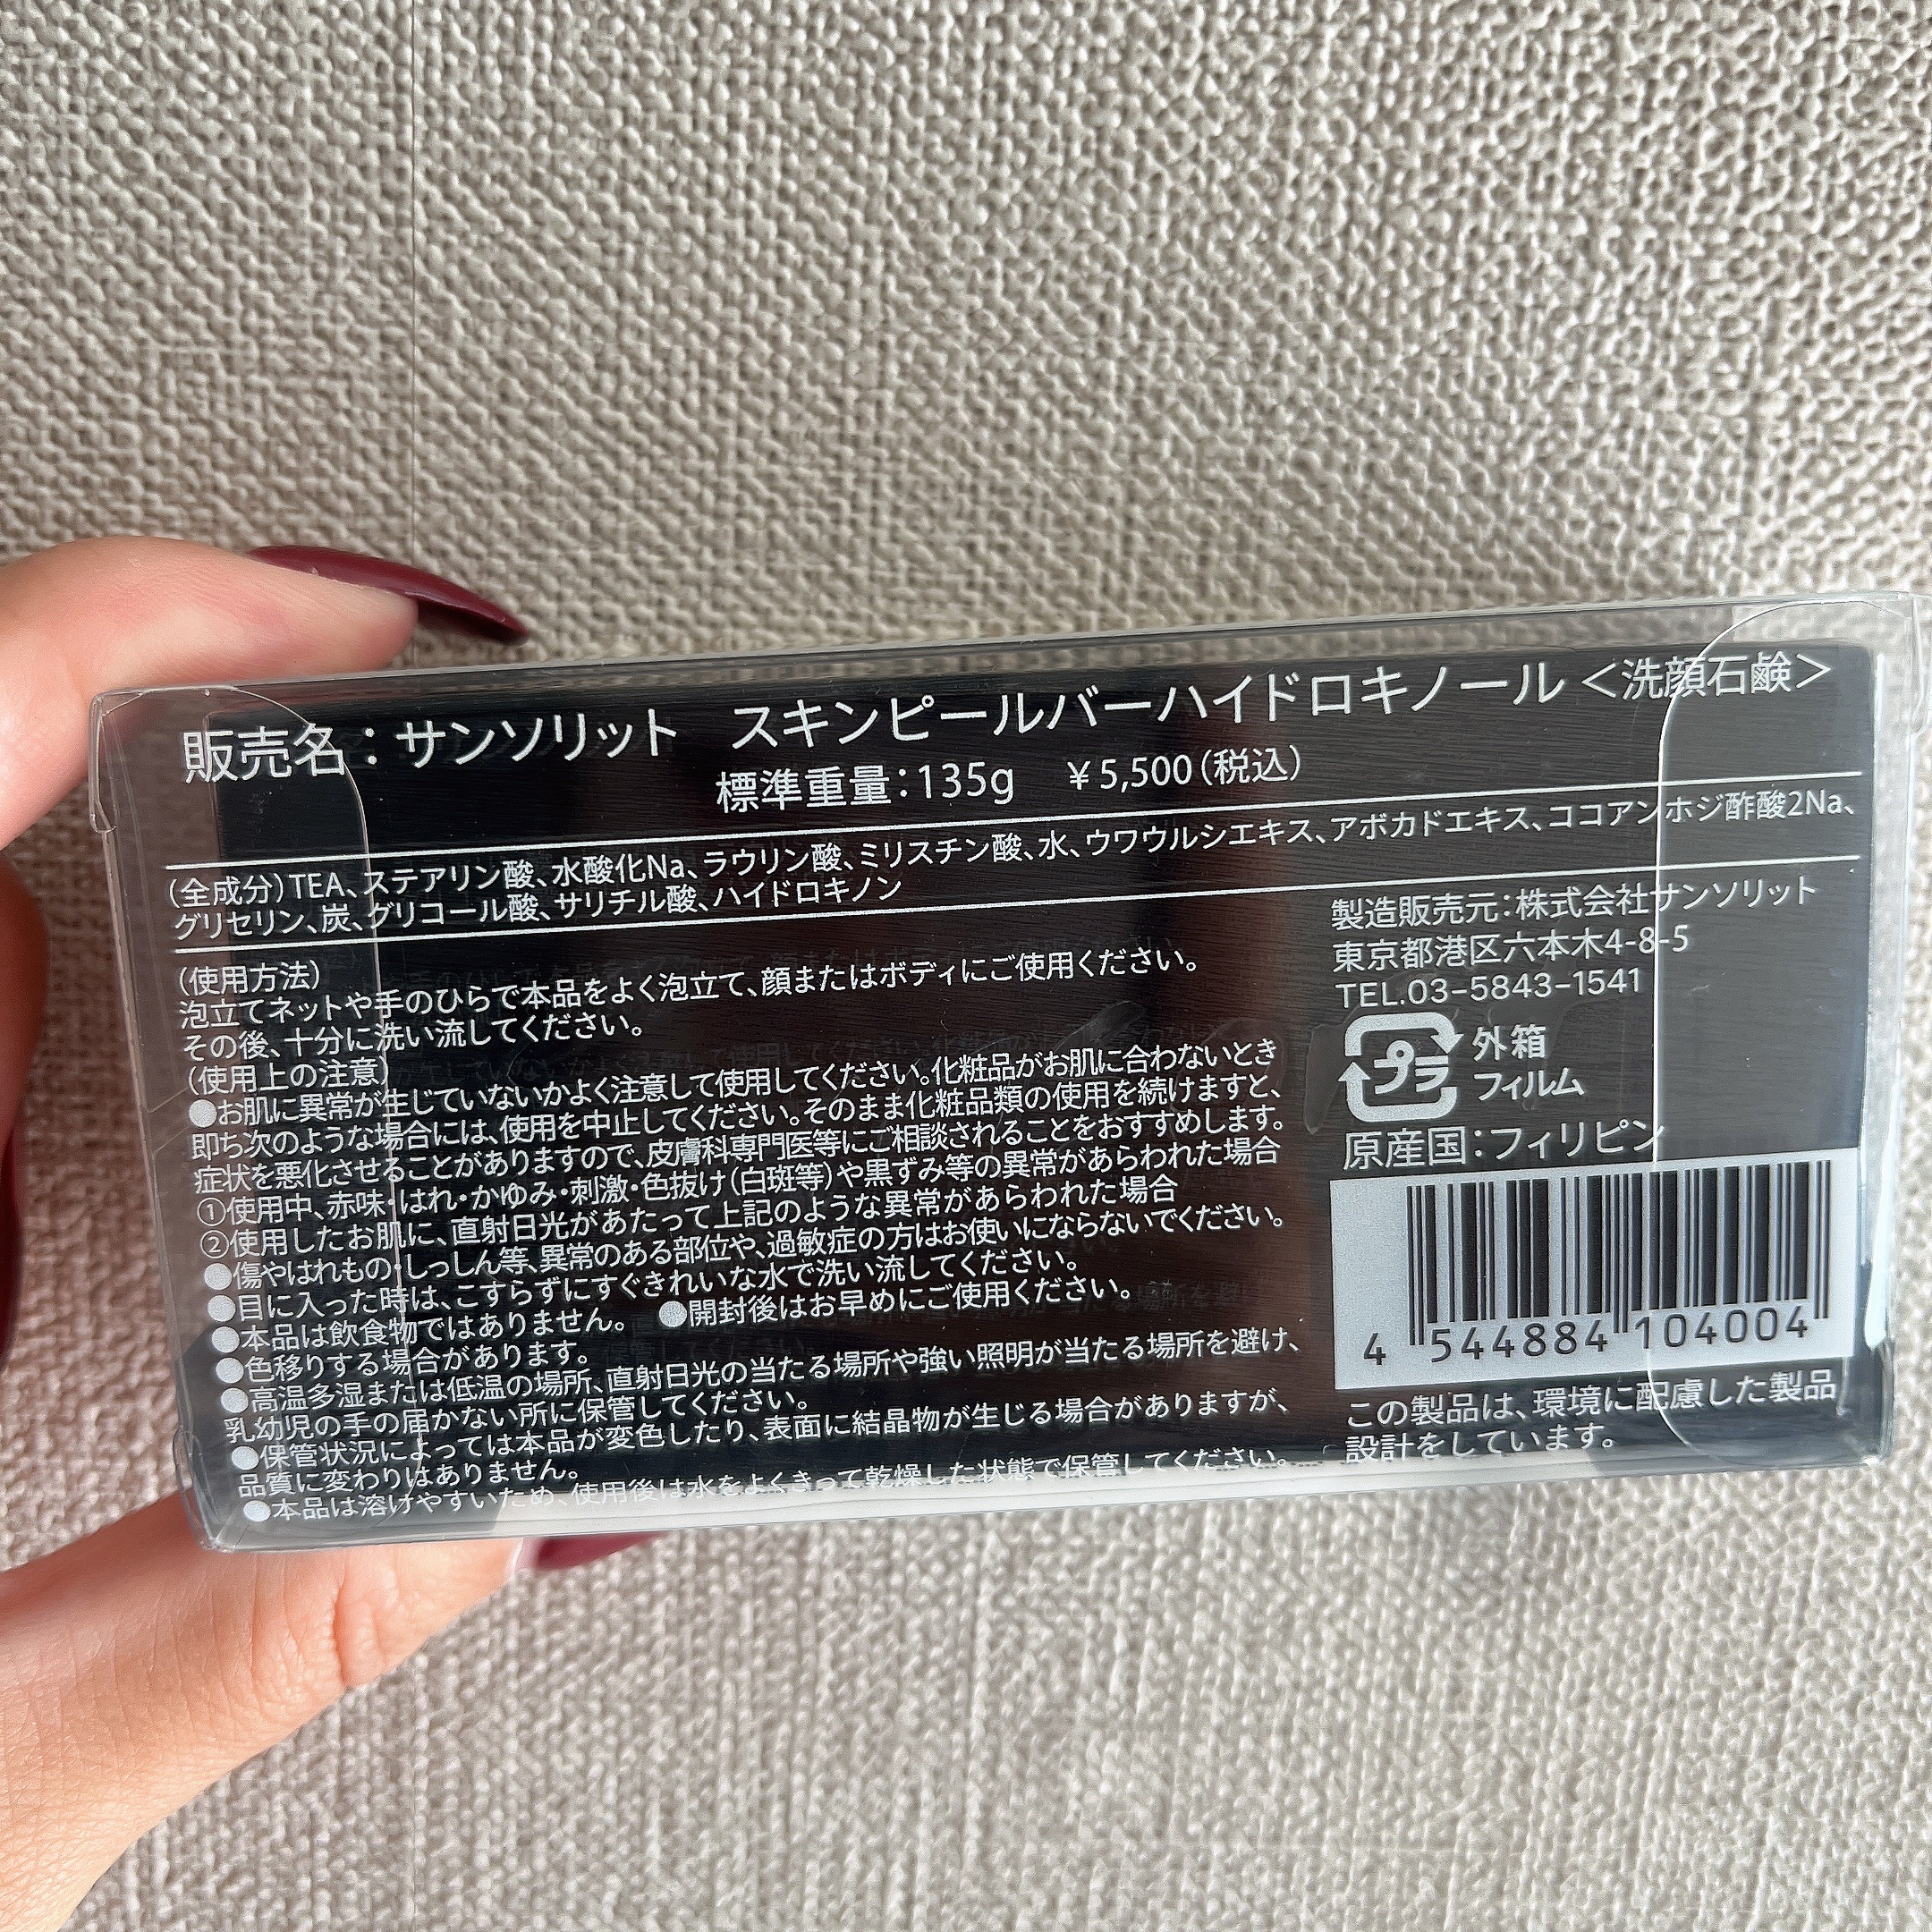 販売名：サンソリット　スキンピールバーハイドロキノール＜洗顔石鹸＞
標準重量：135g　￥5,500（税込）
（全成分）TEA、ステアリン酸、水酸化Na、ラウリン酸、ミリスチン酸、水、ウワウルシエキス、アボカドエキス、ココアンホジ酢酸2Na、
グリセリン、炭、グリコール酸、サリチル酸、ハイドロキノン
（使用方法）
泡立てネットや手のひらで本品をよく泡立て、顔またはボディにご使用ください。
その後、十分に洗い流してください。
（使用上の注意）
●お肌に異常が生じていないかよく注意して使用してください。化粧品がお肌に合わないとき
即ち次のような場合には、使用を中止してください。そのまま化粧品類の使用を続けますと、
症状を悪化させることがありますので、皮膚科専門医等にご相談されることをおすすめします。
①使用中、赤味・はれ・かゆみ・刺激・色抜け（白斑等）や黒ずみ等の異常があらわれた場合
②使用したお肌に、直射日光があたって上記のような異常があらわれた場合
●傷やはれもの・しっしん等、異常のある部位や、過敏症の方はお使いにならないでください。
●目に入った時は、こすらずにすぐきれいな水で洗い流してください。
●本品は飲食物ではありません。　●開封後はお早めにご使用ください。
●色移りする場合があります。
●高温多湿または低温の場所、直射日光の当たる場所や強い照明が当たる場所を避け、
乳幼児の手の届かない所に保管してください。
●保管状況によっては本品が変色したり、表面に結晶物が生じる場合がありますが、
品質に変わりはありません。
●本品は溶けやすいため、使用後は水をよくきって乾燥した状態で保管してください。
製造販売元：株式会社サンソリット
東京都港区六本木4-8-5
TEL.03-5843-1541
プラ
外箱
フィルム
原産国：フィリピン
4 544884 104004
この製品は、環境に配慮した製品
設計をしています。